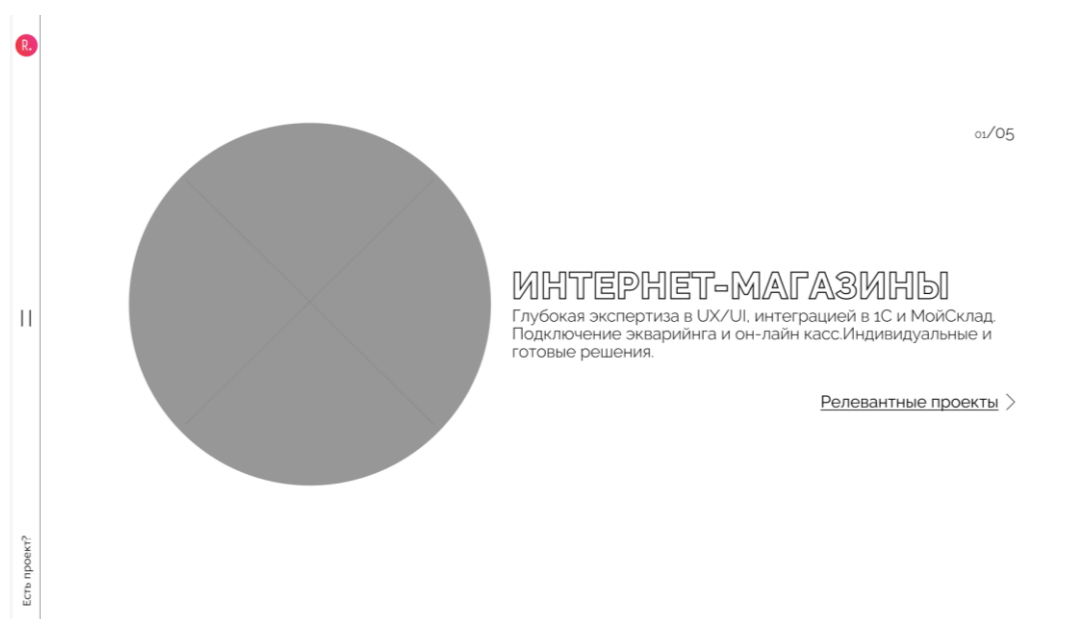 R.
01/05
ИНТЕРНЕТ-МАГАЗИНЫ
Глубокая экспертиза в UX/UI, интеграцией в 1С и МойСклад.
Подключение экварийнга и он-лайн касс.Индивидуальные и
готовые решения.
Релевантные проекты
Есть проект?